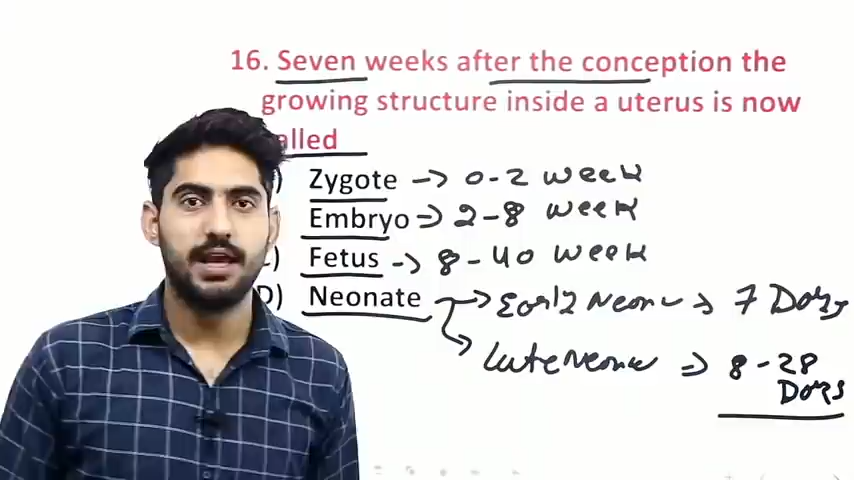 16. Seven weeks after the conception the
growing structure inside a uterus is now
alled
) Zygote -> 0-2 week
Embryo -> 2-8 week
) Fetus -> 8-40 week
D) Neonate -> Early Neon -> 7 Days
Late Neon => 8-28
Days